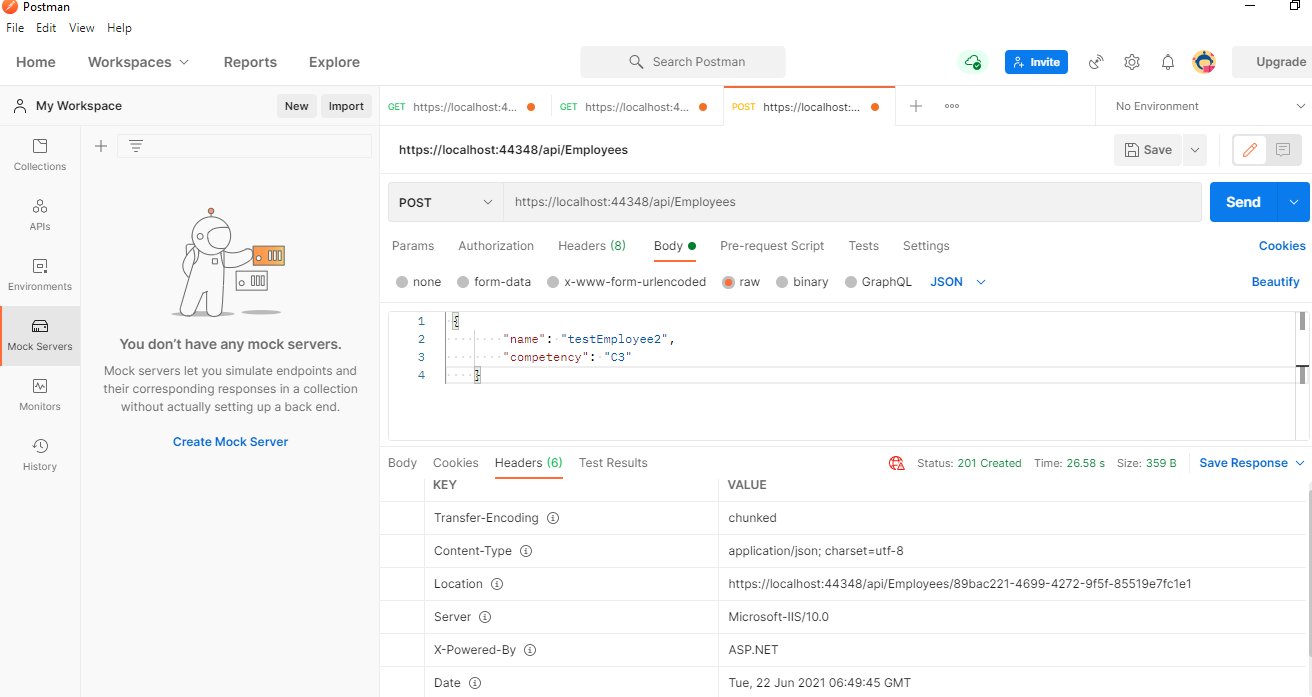 Postman
File Edit View Help
Home Workspaces Reports Explore Search Postman Invite Upgrade
My Workspace New Import
GET https://localhost:4... GET https://localhost:4... POST https://localhost:... No Environment
Collections
APIs
Environments
Mock Servers
Monitors
History
You don't have any mock servers.
Mock servers let you simulate endpoints and
their corresponding responses in a collection
without actually setting up a back end.
Create Mock Server
https://localhost:44348/api/Employees Save
POST https://localhost:44348/api/Employees Send
Params Authorization Headers (8) Body Pre-request Script Tests Settings Cookies
none form-data x-www-form-urlencoded raw binary GraphQL JSON Beautify
1 {
2 "name": "testEmployee2",
3 "competency": "C3"
4 }
Body Cookies Headers (6) Test Results Status: 201 Created Time: 26.58 s Size: 359 B Save Response
KEY VALUE
Transfer-Encoding chunked
Content-Type application/json; charset=utf-8
Location https://localhost:44348/api/Employees/89bac221-4699-4272-9f5f-85519e7fc1e1
Server Microsoft-IIS/10.0
X-Powered-By ASP.NET
Date Tue, 22 Jun 2021 06:49:45 GMT